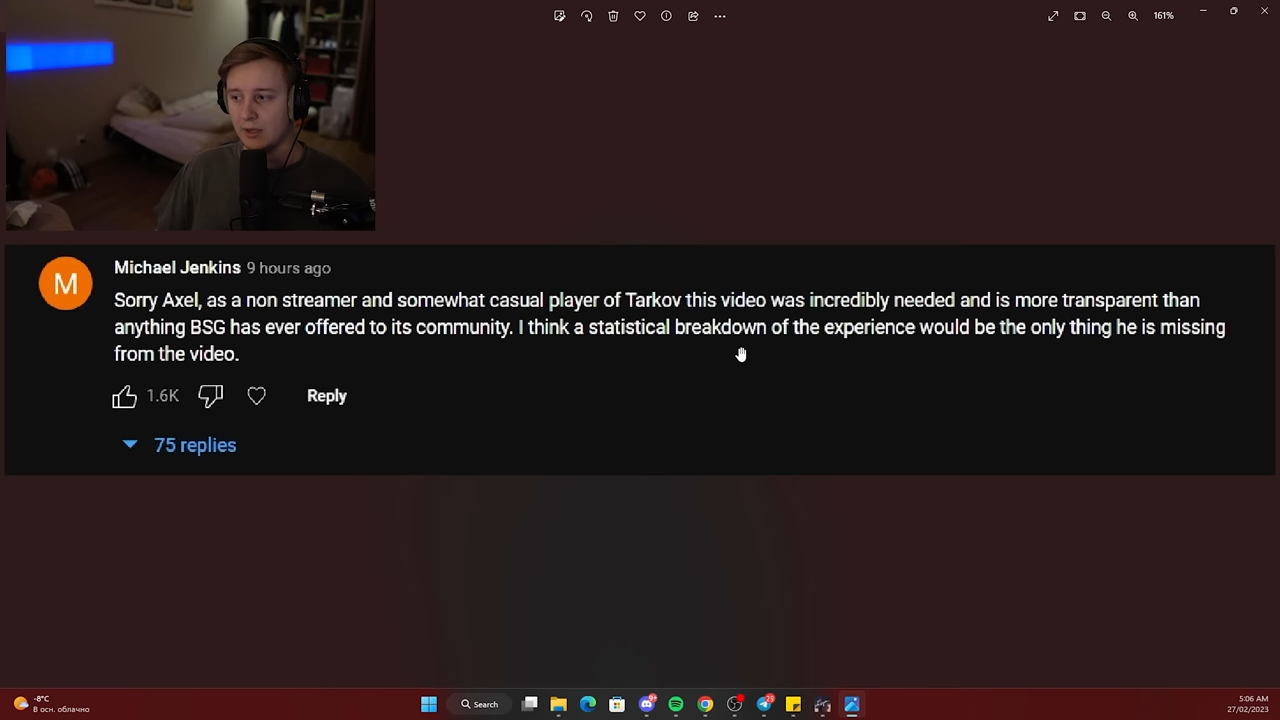 161%
M
Michael Jenkins 9 hours ago
Sorry Axel, as a non streamer and somewhat casual player of Tarkov this video was incredibly needed and is more transparent than
anything BSG has ever offered to its community. I think a statistical breakdown of the experience would be the only thing he is missing
from the video.
1.6K
Reply
75 replies
-8°C
В осн. облачно
Search
9+
23
5:06 AM
27/02/2023